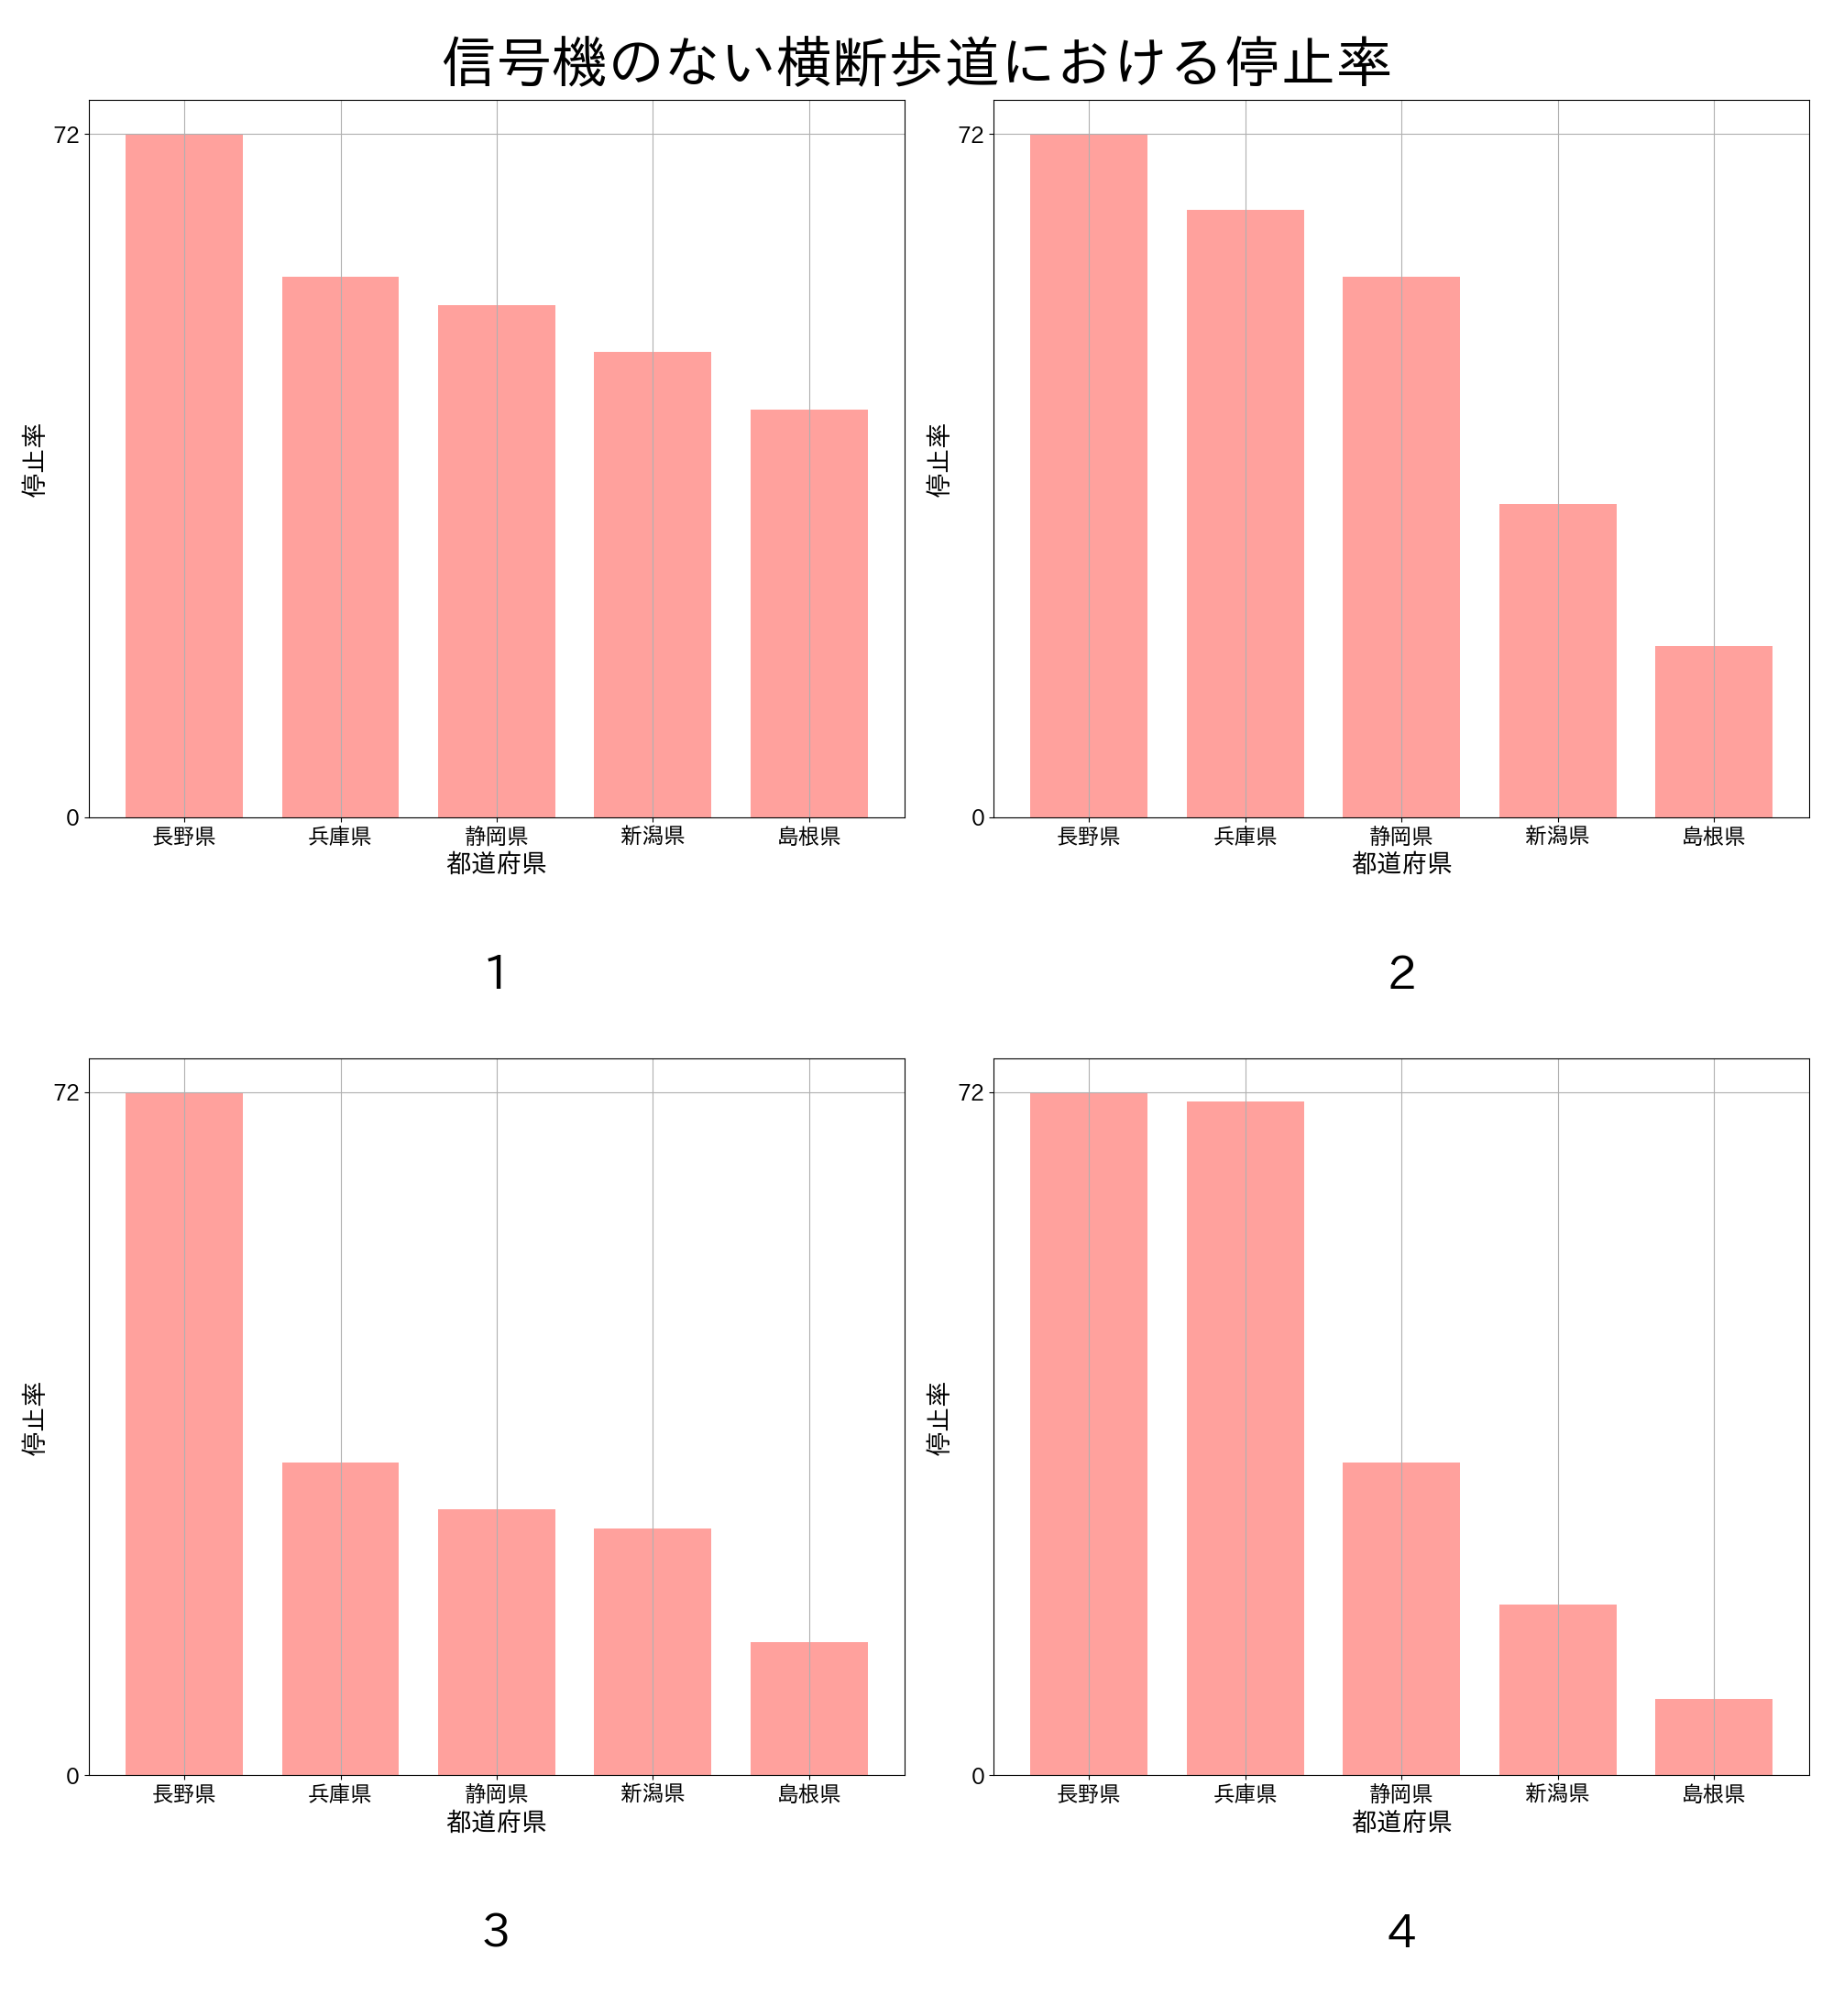 信号機のない横断歩道における停止率
72
停止率
0
長野県 兵庫県 静岡県 新潟県 島根県
都道府県
1
72
停止率
0
長野県 兵庫県 静岡県 新潟県 島根県
都道府県
2
72
停止率
0
長野県 兵庫県 静岡県 新潟県 島根県
都道府県
3
72
停止率
0
長野県 兵庫県 静岡県 新潟県 島根県
都道府県
4